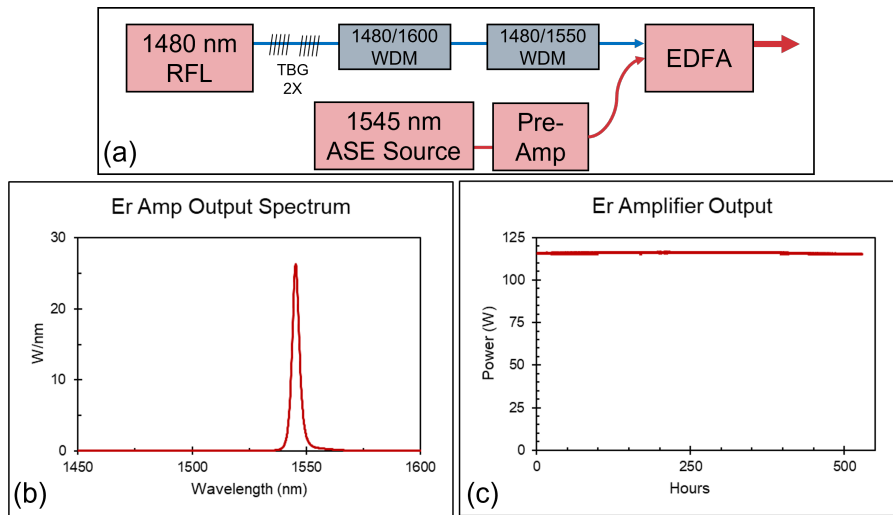 1480 nm
RFL
TBG
2X
1480/1600
WDM
1480/1550
WDM
EDFA
1545 nm
ASE Source
Pre-
Amp
(a)
Er Amp Output Spectrum
W/nm
30
20
10
0
1450
1500
1550
1600
Wavelength (nm)
(b)
Er Amplifier Output
Power (W)
125
100
75
50
25
0
0
250
500
Hours
(c)